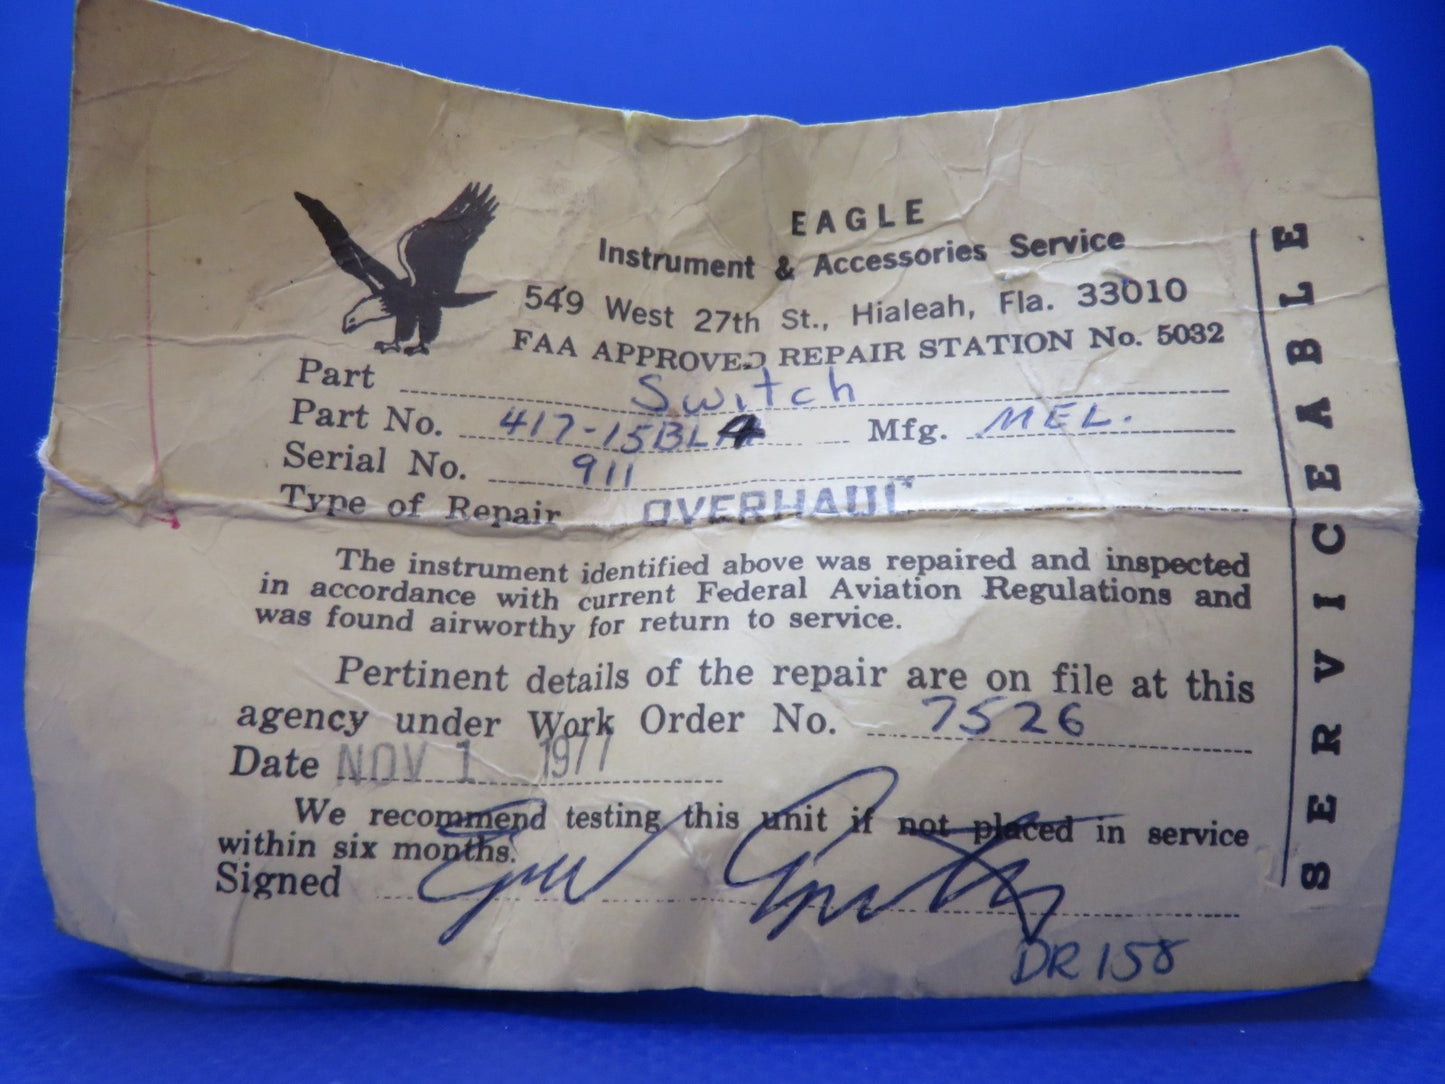 EAGLE
Instrument & Accessories Service
549 West 27th St., Hialeah, Fla. 33010
FAA APPROVED REPAIR STATION No. 5032
Part Switch
Part No. 417-15BL Mfg. MEL.
Serial No. 911
Type of Repair OVERHAUL
The instrument identified above was repaired and inspected
in accordance with current Federal Aviation Regulations and
was found airworthy for return to service.
Pertinent details of the repair are on file at this
agency under Work Order No. 7526
Date NOV 1 1977
We recommend testing this unit if not placed in service
within six months.
Signed
DR 158
SERVICEABLE